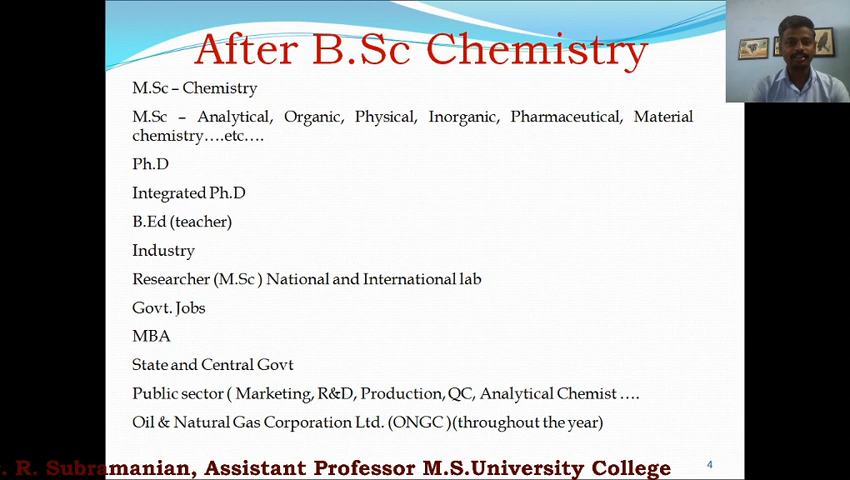 After B.Sc Chemistry
M.Sc – Chemistry
M.Sc – Analytical, Organic, Physical, Inorganic, Pharmaceutical, Material
chemistry….etc….
Ph.D
Integrated Ph.D
B.Ed (teacher)
Industry
Researcher (M.Sc ) National and International lab
Govt. Jobs
MBA
State and Central Govt
Public sector ( Marketing, R&D, Production, QC, Analytical Chemist ….
Oil & Natural Gas Corporation Ltd. (ONGC )(throughout the year)
. R. Subramanian, Assistant Professor M.S.University College
4